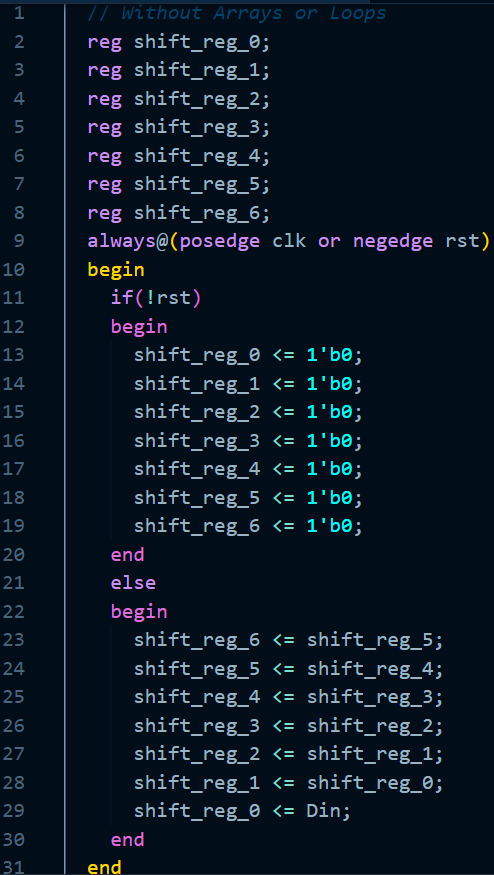 1 // Without Arrays or Loops
2 reg shift_reg_0;
3 reg shift_reg_1;
4 reg shift_reg_2;
5 reg shift_reg_3;
6 reg shift_reg_4;
7 reg shift_reg_5;
8 reg shift_reg_6;
9 always@(posedge clk or negedge rst)
10 begin
11 if(!rst)
12 begin
13 shift_reg_0 <= 1'b0;
14 shift_reg_1 <= 1'b0;
15 shift_reg_2 <= 1'b0;
16 shift_reg_3 <= 1'b0;
17 shift_reg_4 <= 1'b0;
18 shift_reg_5 <= 1'b0;
19 shift_reg_6 <= 1'b0;
20 end
21 else
22 begin
23 shift_reg_6 <= shift_reg_5;
24 shift_reg_5 <= shift_reg_4;
25 shift_reg_4 <= shift_reg_3;
26 shift_reg_3 <= shift_reg_2;
27 shift_reg_2 <= shift_reg_1;
28 shift_reg_1 <= shift_reg_0;
29 shift_reg_0 <= Din;
30 end
31 end